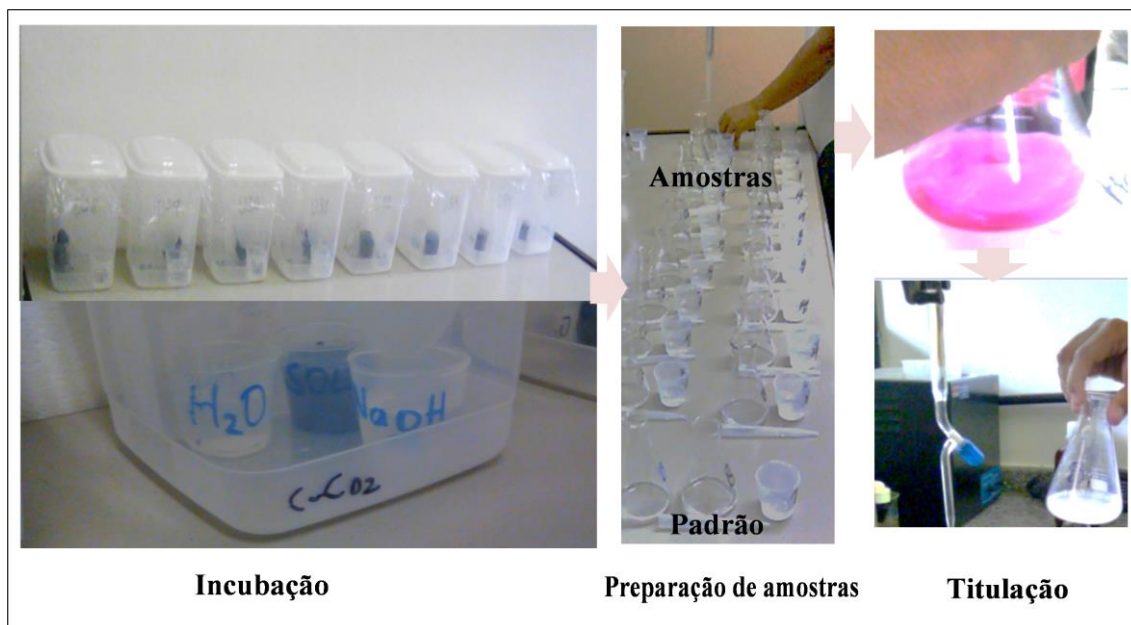 H₂O
SOLO
NaOH
C-CO2
Amostras
Padrão
Incubação
Preparação de amostras
Titulação